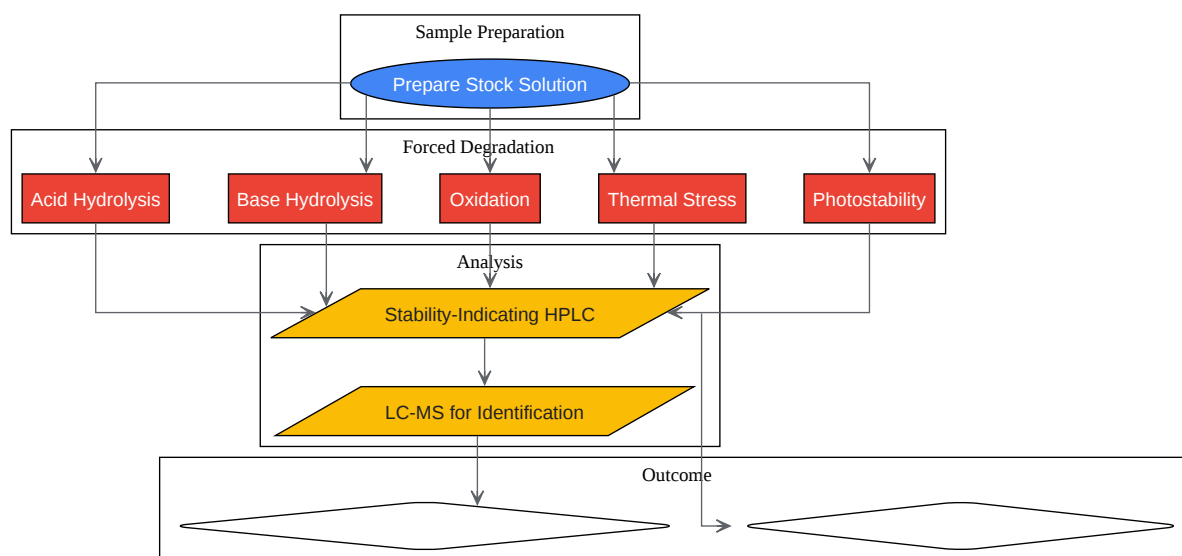 Sample Preparation
Prepare Stock Solution
Forced Degradation
Acid Hydrolysis
Base Hydrolysis
Oxidation
Thermal Stress
Photostability
Analysis
Stability-Indicating HPLC
LC-MS for Identification
Outcome